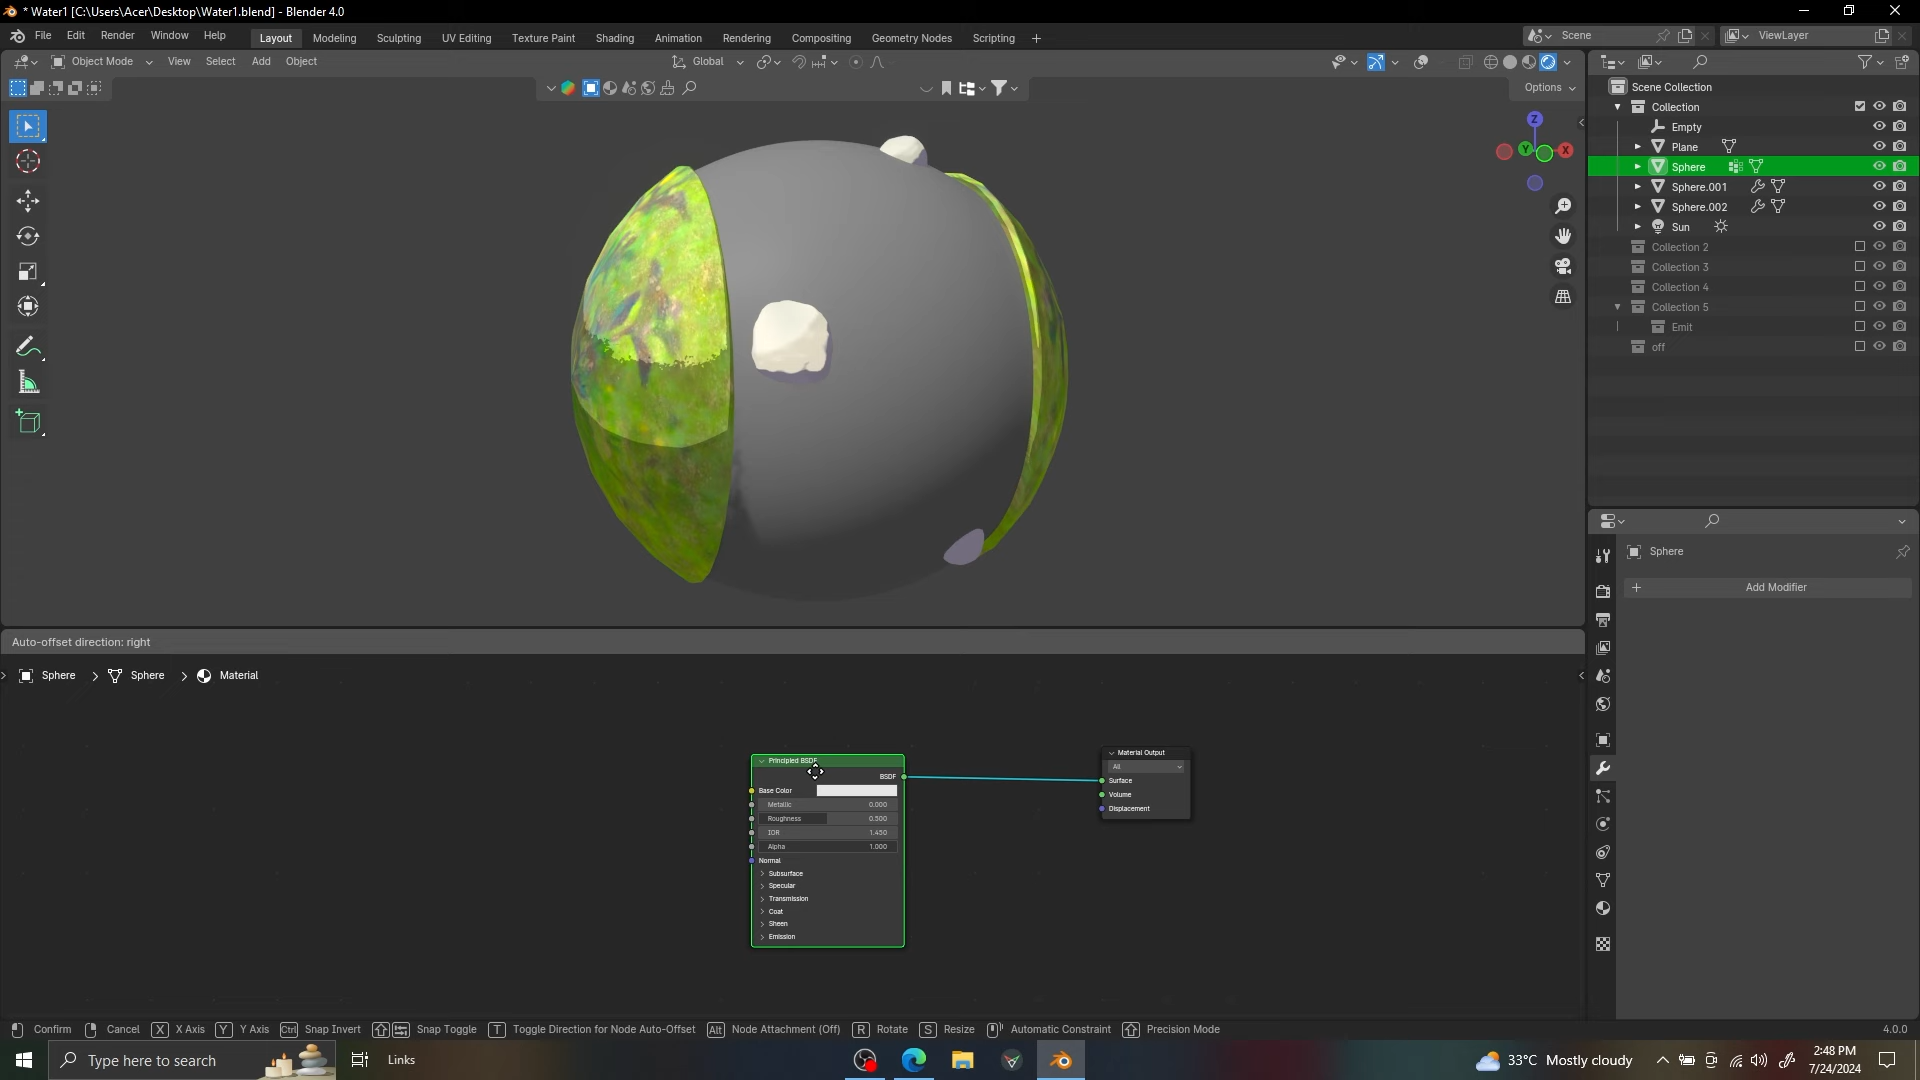 * Water1 [C:\Users\Acer\Desktop\Water1.blend] - Blender 4.0
File Edit Render Window Help
Layout Modeling Sculpting UV Editing Texture Paint Shading Animation Rendering Compositing Geometry Nodes Scripting +
Scene
ViewLayer
Object Mode View Select Add Object
Global
Options
Z
Y
X
Scene Collection
Collection
Empty
Plane
Sphere
Sphere.001
Sphere.002
Sun
Collection 2
Collection 3
Collection 4
Collection 5
Emit
off
Sphere
+ Add Modifier
Auto-offset direction: right
Sphere > Sphere > Material
Principled BSDF
BSDF
Base Color
Metallic 0.000
Roughness 0.500
IOR 1.450
Alpha 1.000
Normal
Subsurface
Specular
Transmission
Coat
Sheen
Emission
Material Output
All
Surface
Volume
Displacement
Confirm Cancel X X Axis Y Y Axis Ctrl Snap Invert Snap Toggle T Toggle Direction for Node Auto-Offset Alt Node Attachment (Off) R Rotate S Resize Automatic Constraint Precision Mode
4.0.0
Type here to search
Links
33°C Mostly cloudy
2:48 PM
7/24/2024